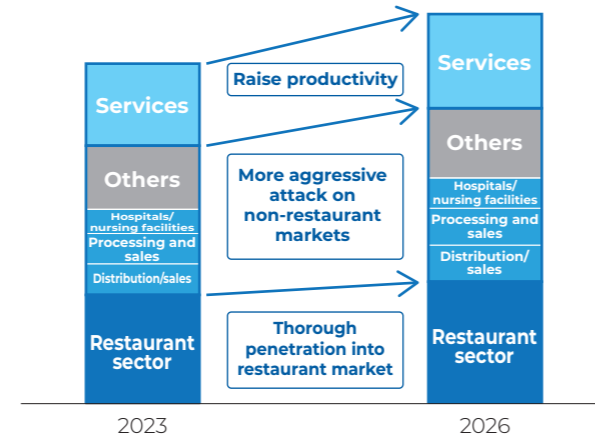 Services
Others
Hospitals/
nursing facilities
Processing and
sales
Distribution/sales
Restaurant
sector
2023
Raise productivity
More aggressive
attack on
non-restaurant
markets
Thorough
penetration into
restaurant market
Services
Others
Hospitals/
nursing facilities
Processing and
sales
Distribution/
sales
Restaurant
sector
2026